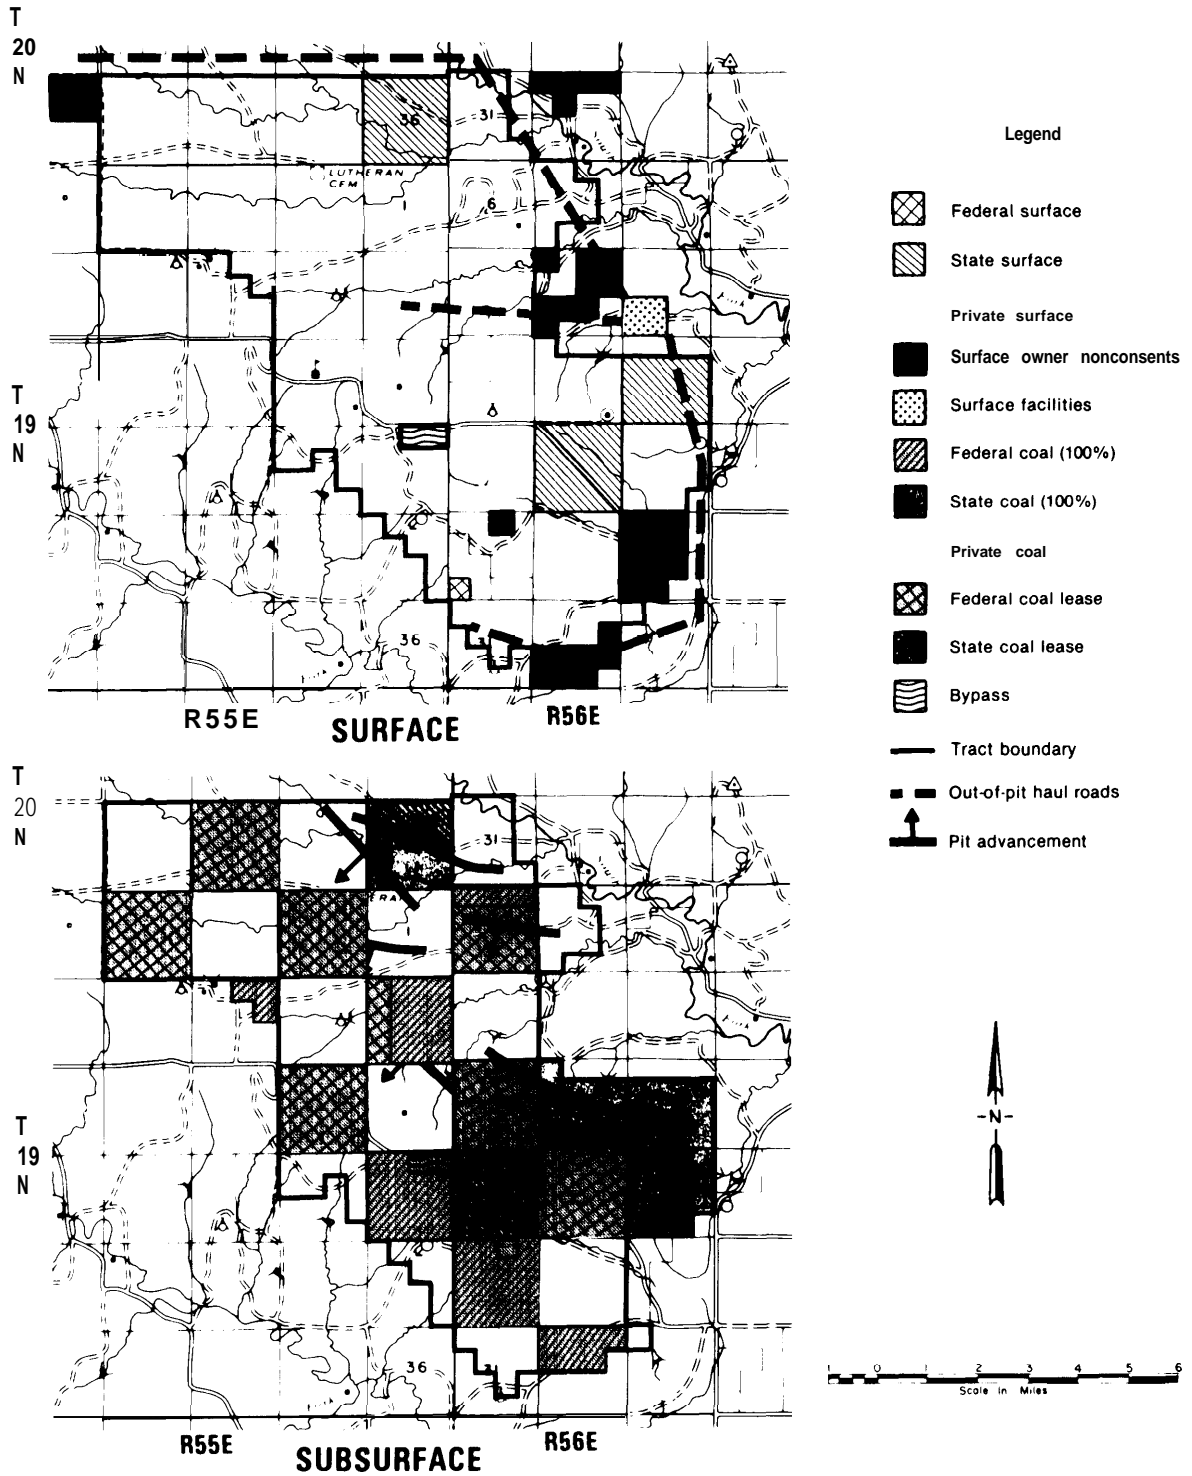 T
20
N
36
31
LUTHERAN
CEM
6
T
19
N
36
R55E
SURFACE
R56E
Legend
Federal surface
State surface
Private surface
Surface owner nonconsents
Surface facilities
Federal coal (100%)
State coal (100%)
Private coal
Federal coal lease
State coal lease
Bypass
Tract boundary
Out-of-pit haul roads
Pit advancement
T
20
N
31
T
19
N
36
R55E
SUBSURFACE
R56E
-N-
1 0 1 2 3 4 5 6
Scale in Miles